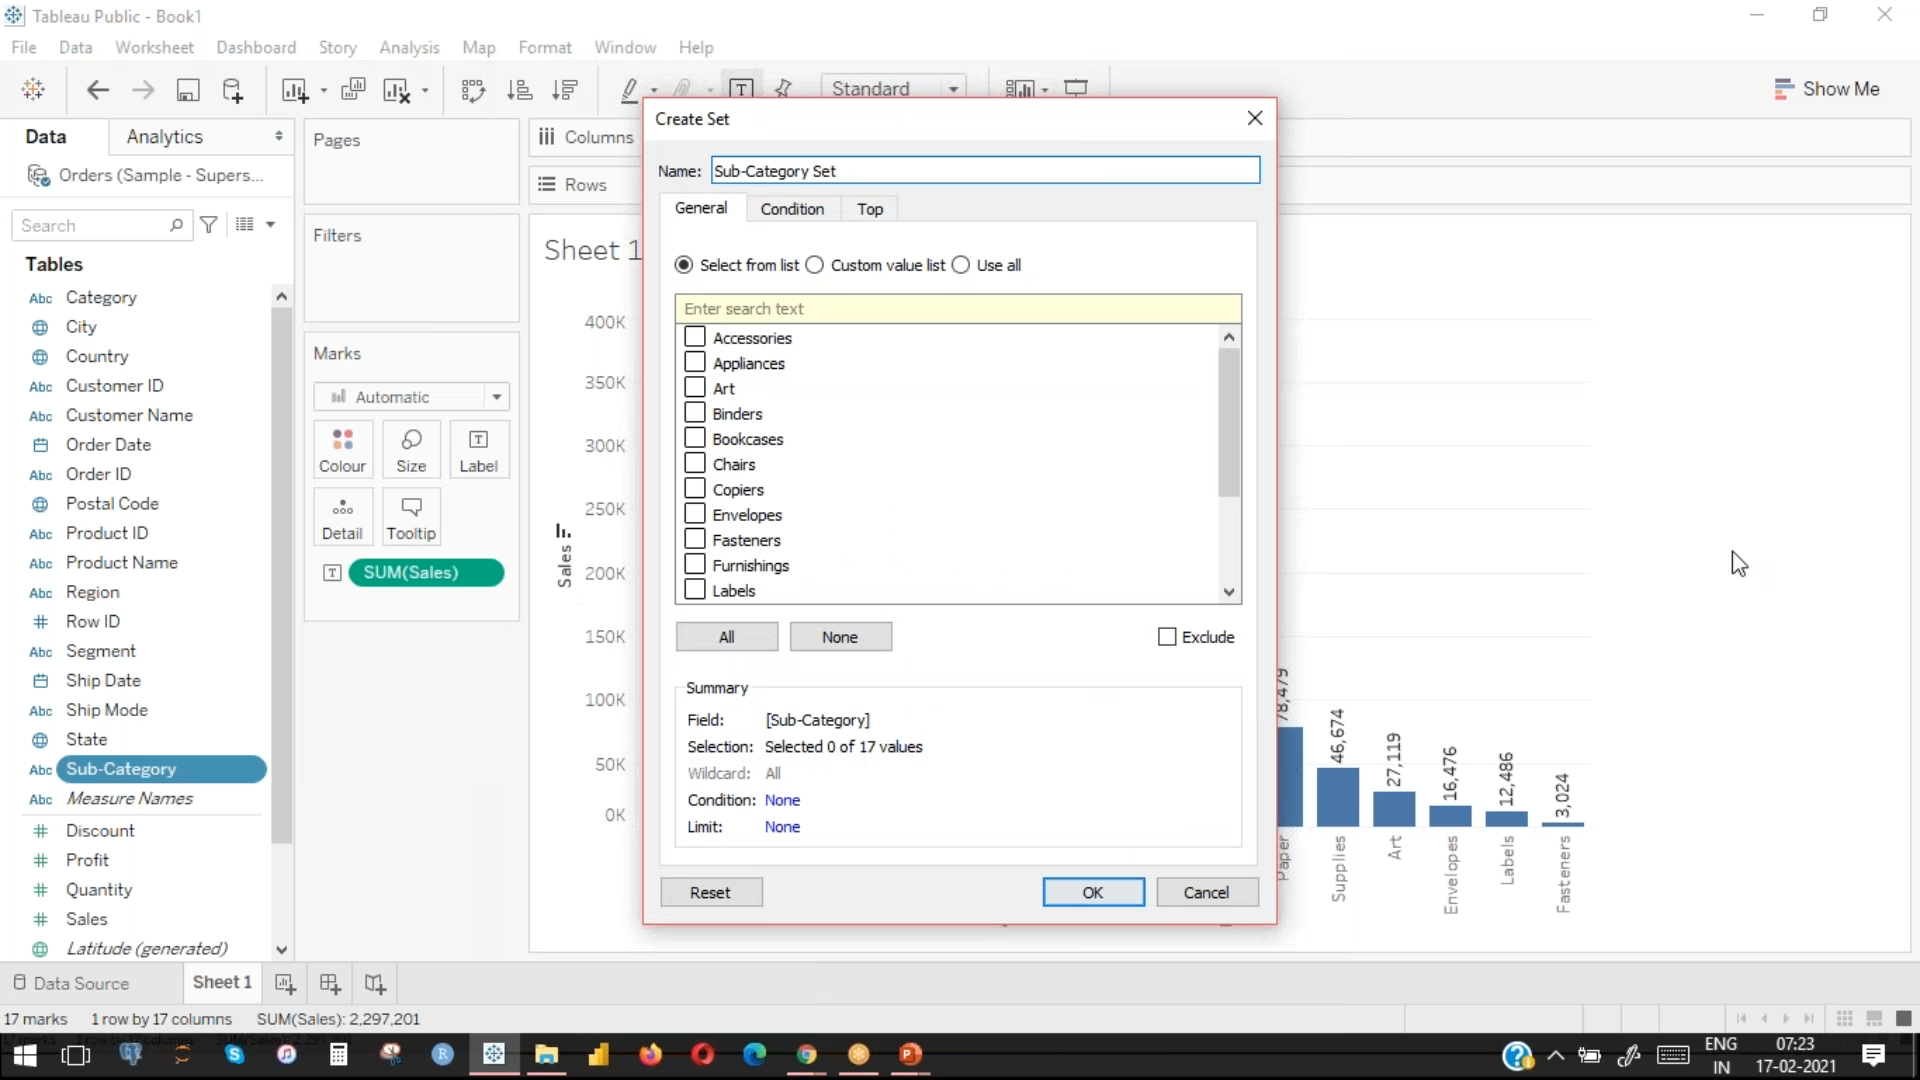 Tableau Public - Book1
File Data Worksheet Dashboard Story Analysis Map Format Window Help
Standard
Show Me
Data Analytics
Orders (Sample - Supers...
Search
Tables
Abc Category
City
Country
Abc Customer ID
Abc Customer Name
Order Date
Abc Order ID
Postal Code
Abc Product ID
Abc Product Name
Abc Region
# Row ID
Abc Segment
Ship Date
Abc Ship Mode
State
Abc Sub-Category
Abc Measure Names
# Discount
# Profit
# Quantity
# Sales
Latitude (generated)
Pages
Filters
Marks
Automatic
Colour Size Label
Detail Tooltip
SUM(Sales)
Columns
Rows
Sheet 1
Sales
400K
350K
300K
250K
200K
150K
100K
50K
0K
Create Set
Name: Sub-Category Set
General Condition Top
Select from list Custom value list Use all
Enter search text
Accessories
Appliances
Art
Binders
Bookcases
Chairs
Copiers
Envelopes
Fasteners
Furnishings
Labels
All None Exclude
Summary
Field: [Sub-Category]
Selection: Selected 0 of 17 values
Wildcard: All
Condition: None
Limit: None
Reset OK Cancel
78,479
46,674
27,119
16,476
12,486
3,024
Paper
Supplies
Art
Envelopes
Labels
Fasteners
Data Source Sheet 1
17 marks 1 row by 17 columns SUM(Sales): 2,297,201
ENG
IN
07:23
17-02-2021